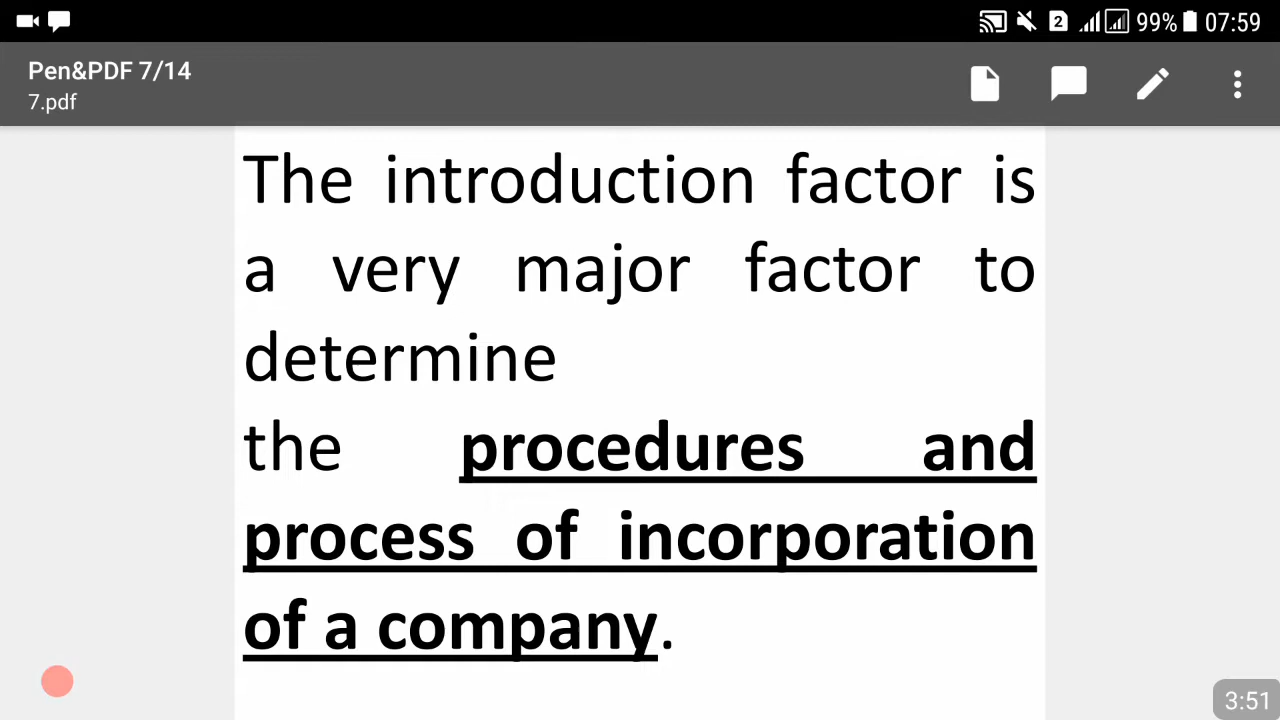 2 99% 07:59
Pen&PDF 7/14
7.pdf
The introduction factor is
a very major factor to
determine
the procedures and
process of incorporation
of a company.
3:51